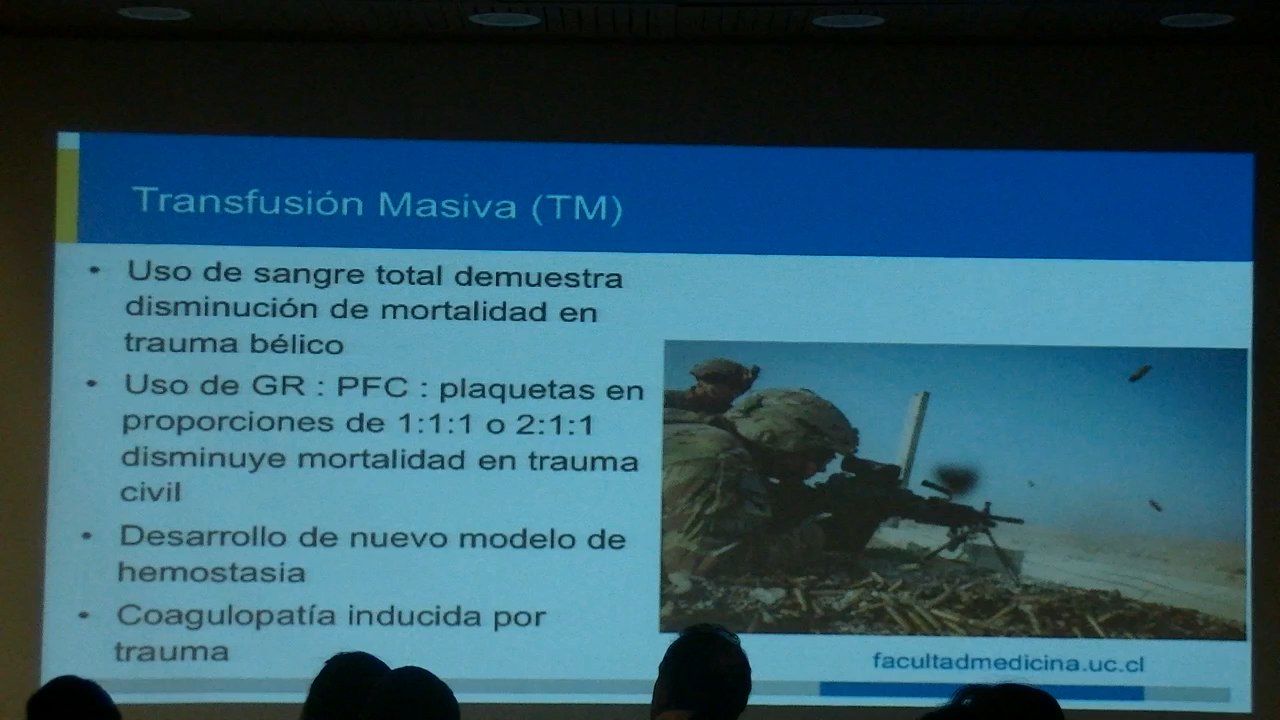 Transfusión Masiva (TM)
• Uso de sangre total demuestra
disminución de mortalidad en
trauma bélico
• Uso de GR : PFC : plaquetas en
proporciones de 1:1:1 o 2:1:1
disminuye mortalidad en trauma
civil
• Desarrollo de nuevo modelo de
hemostasia
• Coagulopatía inducida por
trauma
facultadmedicina.uc.cl